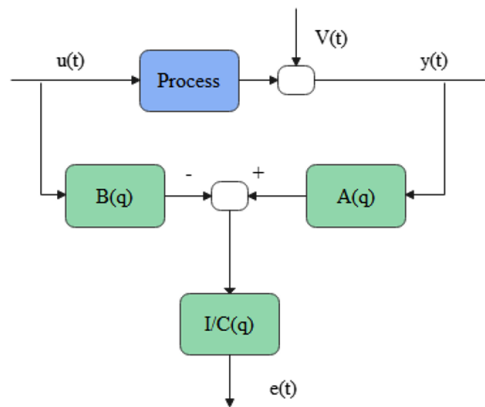 V(t)
u(t)
Process
y(t)
-
+
B(q)
A(q)
I/C(q)
e(t)